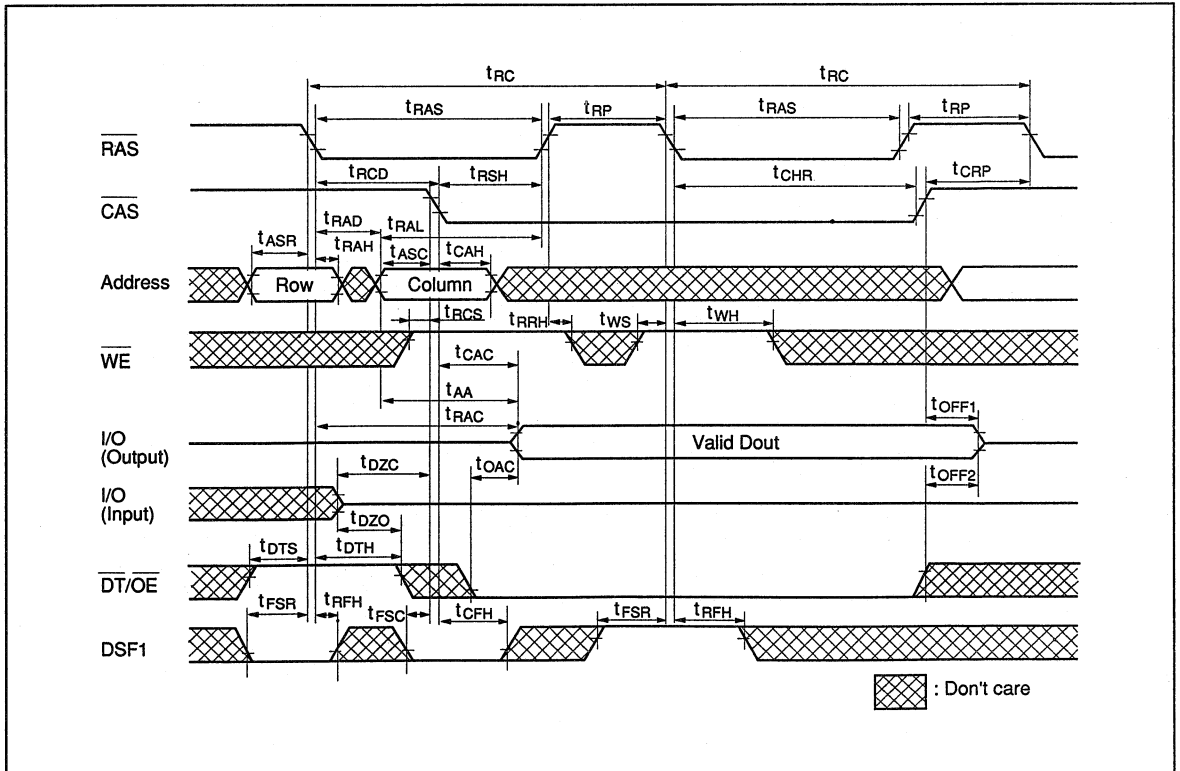 tRC tRC
tRAS tRP tRAS tRP
RAS
tRCD tRSH tCHR tCRP
CAS
tRAD tRAL
tASR tRAH tASC tCAH
Address Row Column
tRCS tRRH tWS tWH
WE
tCAC
tAA
tRAC tOFF1
I/O
(Output) Valid Dout
tDZC tOAC tOFF2
I/O
(Input)
tDZO
tDTS tDTH
DT/OE
tFSR tRFH tFSC tCFH tFSR tRFH
DSF1
: Don't care